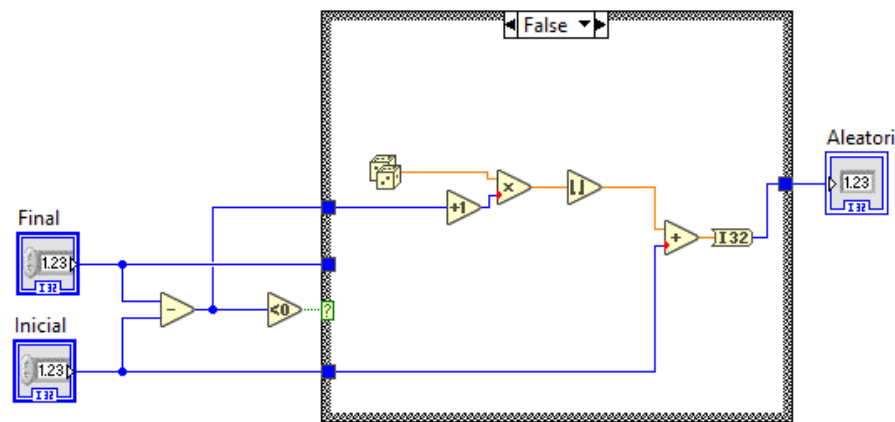 False
Aleatori
1.23
I32
+1
×
I32
+
Final
1.23
I32
-
<0
?
Inicial
1.23
I32